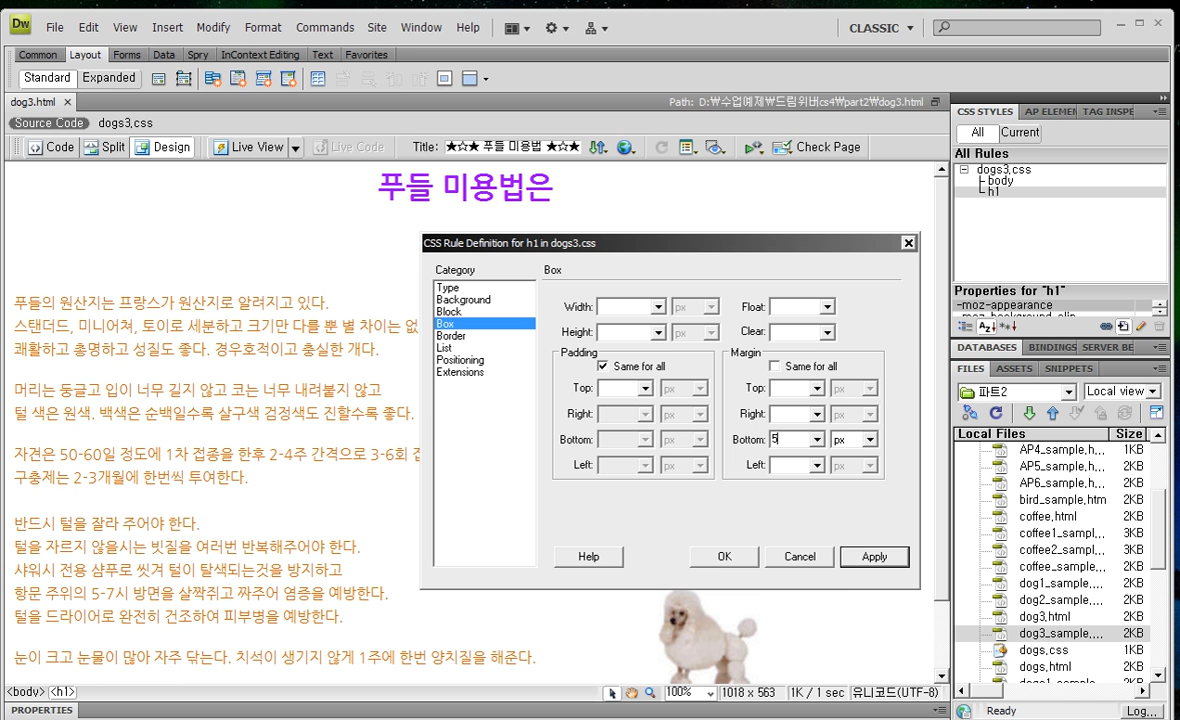 Dw File Edit View Insert Modify Format Commands Site Window Help CLASSIC
Common Layout Forms Data Spry InContext Editing Text Favorites
Standard Expanded
dog3.html × Path: D:\수업예제\드림위버cs4\part2\dog3.html
Source Code dogs3.css
Code Split Design Live View Live Code Title: ★☆★ 푸들 미용법 ★☆★ Check Page
푸들 미용법은
푸들의 원산지는 프랑스가 원산지로 알려지고 있다.
스탠더드, 미니어쳐, 토이로 세분하고 크기만 다를 뿐 별 차이는 없
쾌활하고 총명하고 성질도 좋다. 경우호적이고 충실한 개다.
머리는 둥글고 입이 너무 길지 않고 코는 너무 내려붙지 않고
털 색은 원색. 백색은 순백일수록 살구색 검정색도 진할수록 좋다.
자견은 50-60일 정도에 1차 접종을 한후 2-4주 간격으로 3-6회
구충제는 2-3개월에 한번씩 투여한다.
반드시 털을 잘라 주어야 한다.
털을 자르지 않을시는 빗질을 여러번 반복해주어야 한다.
샤워시 전용 샴푸로 씻겨 털이 탈색되는것을 방지하고
항문 주위의 5-7시 방면을 살짝쥐고 짜주어 염증을 예방한다.
털을 드라이어로 완전히 건조하여 피부병을 예방한다.
눈이 크고 눈물이 많아 자주 닦는다. 치석이 생기지 않게 1주에 한번 양치질을 해준다.
CSS Rule Definition for h1 in dogs3.css
Category
Type
Background
Block
Box
Border
List
Positioning
Extensions
Box
Width: px Float:
Height: px Clear:
Padding Margin
Same for all Same for all
Top: px Top: px
Right: px Right: px
Bottom: px Bottom: 5 px
Left: px Left: px
Help OK Cancel Apply
<body> <h1> 100% 1018 x 563 1K / 1 sec 유니코드(UTF-8)
PROPERTIES
CSS STYLES AP ELEMEN TAG INSPE
All Current
All Rules
dogs3.css
body
h1
Properties for "h1"
-moz-appearance
-moz-background-clip
DATABASES BINDINGS SERVER BE
FILES ASSETS SNIPPETS
파트2 Local view
Local Files Size
AP4_sample.h... 1KB
AP5_sample.h... 2KB
AP6_sample.h... 2KB
bird_sample.htm 2KB
coffee.html 2KB
coffee1_sampl... 3KB
coffee2_sampl... 3KB
coffee_sample... 2KB
dog1_sample.... 2KB
dog2_sample.... 2KB
dog3.html 2KB
dog3_sample.... 2KB
dogs.css 1KB
dogs.html 2KB
dogs1_sampl... 2KB
Ready Log...